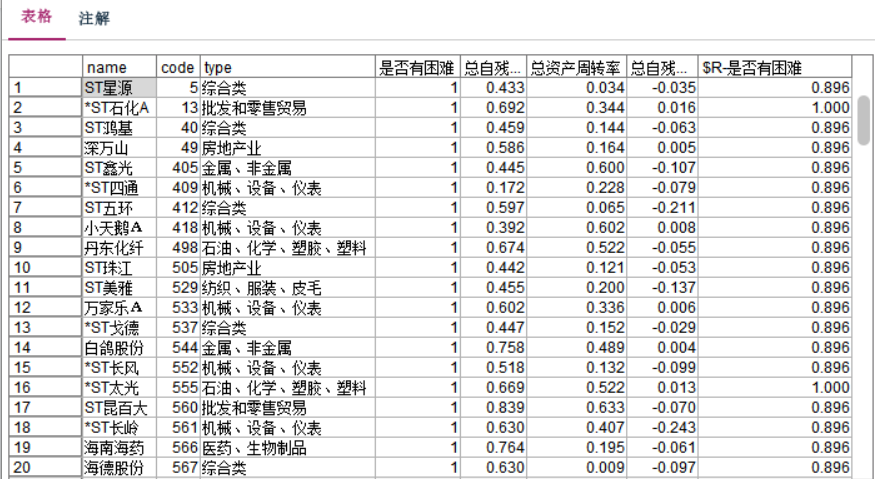 表格 注解
name code type 是否有困难 总自残... 总资产周转率 总自残... $R-是否有困难
1 ST星源 5 综合类 1 0.433 0.034 -0.035 0.896
2 *ST石化A 13 批发和零售贸易 1 0.692 0.344 0.016 1.000
3 ST鸿基 40 综合类 1 0.459 0.144 -0.063 0.896
4 深万山 49 房地产业 1 0.586 0.164 0.005 0.896
5 ST鑫光 405 金属、非金属 1 0.445 0.600 -0.107 0.896
6 *ST四通 409 机械、设备、仪表 1 0.172 0.228 -0.079 0.896
7 ST五环 412 综合类 1 0.597 0.065 -0.211 0.896
8 小天鹅A 418 机械、设备、仪表 1 0.392 0.602 0.008 0.896
9 丹东化纤 498 石油、化学、塑胶、塑料 1 0.674 0.522 -0.055 0.896
10 ST珠江 505 房地产业 1 0.442 0.121 -0.053 0.896
11 ST美雅 529 纺织、服装、皮毛 1 0.455 0.200 -0.137 0.896
12 万家乐A 533 机械、设备、仪表 1 0.602 0.336 0.006 0.896
13 *ST戈德 537 综合类 1 0.447 0.152 -0.029 0.896
14 白鸽股份 544 金属、非金属 1 0.758 0.489 0.004 0.896
15 *ST长风 552 机械、设备、仪表 1 0.518 0.132 -0.099 0.896
16 *ST太光 555 石油、化学、塑胶、塑料 1 0.669 0.522 0.013 1.000
17 ST昆百大 560 批发和零售贸易 1 0.839 0.633 -0.070 0.896
18 *ST长岭 561 机械、设备、仪表 1 0.630 0.407 -0.243 0.896
19 海南海药 566 医药、生物制品 1 0.764 0.195 -0.061 0.896
20 海德股份 567 综合类 1 0.630 0.009 -0.097 0.896